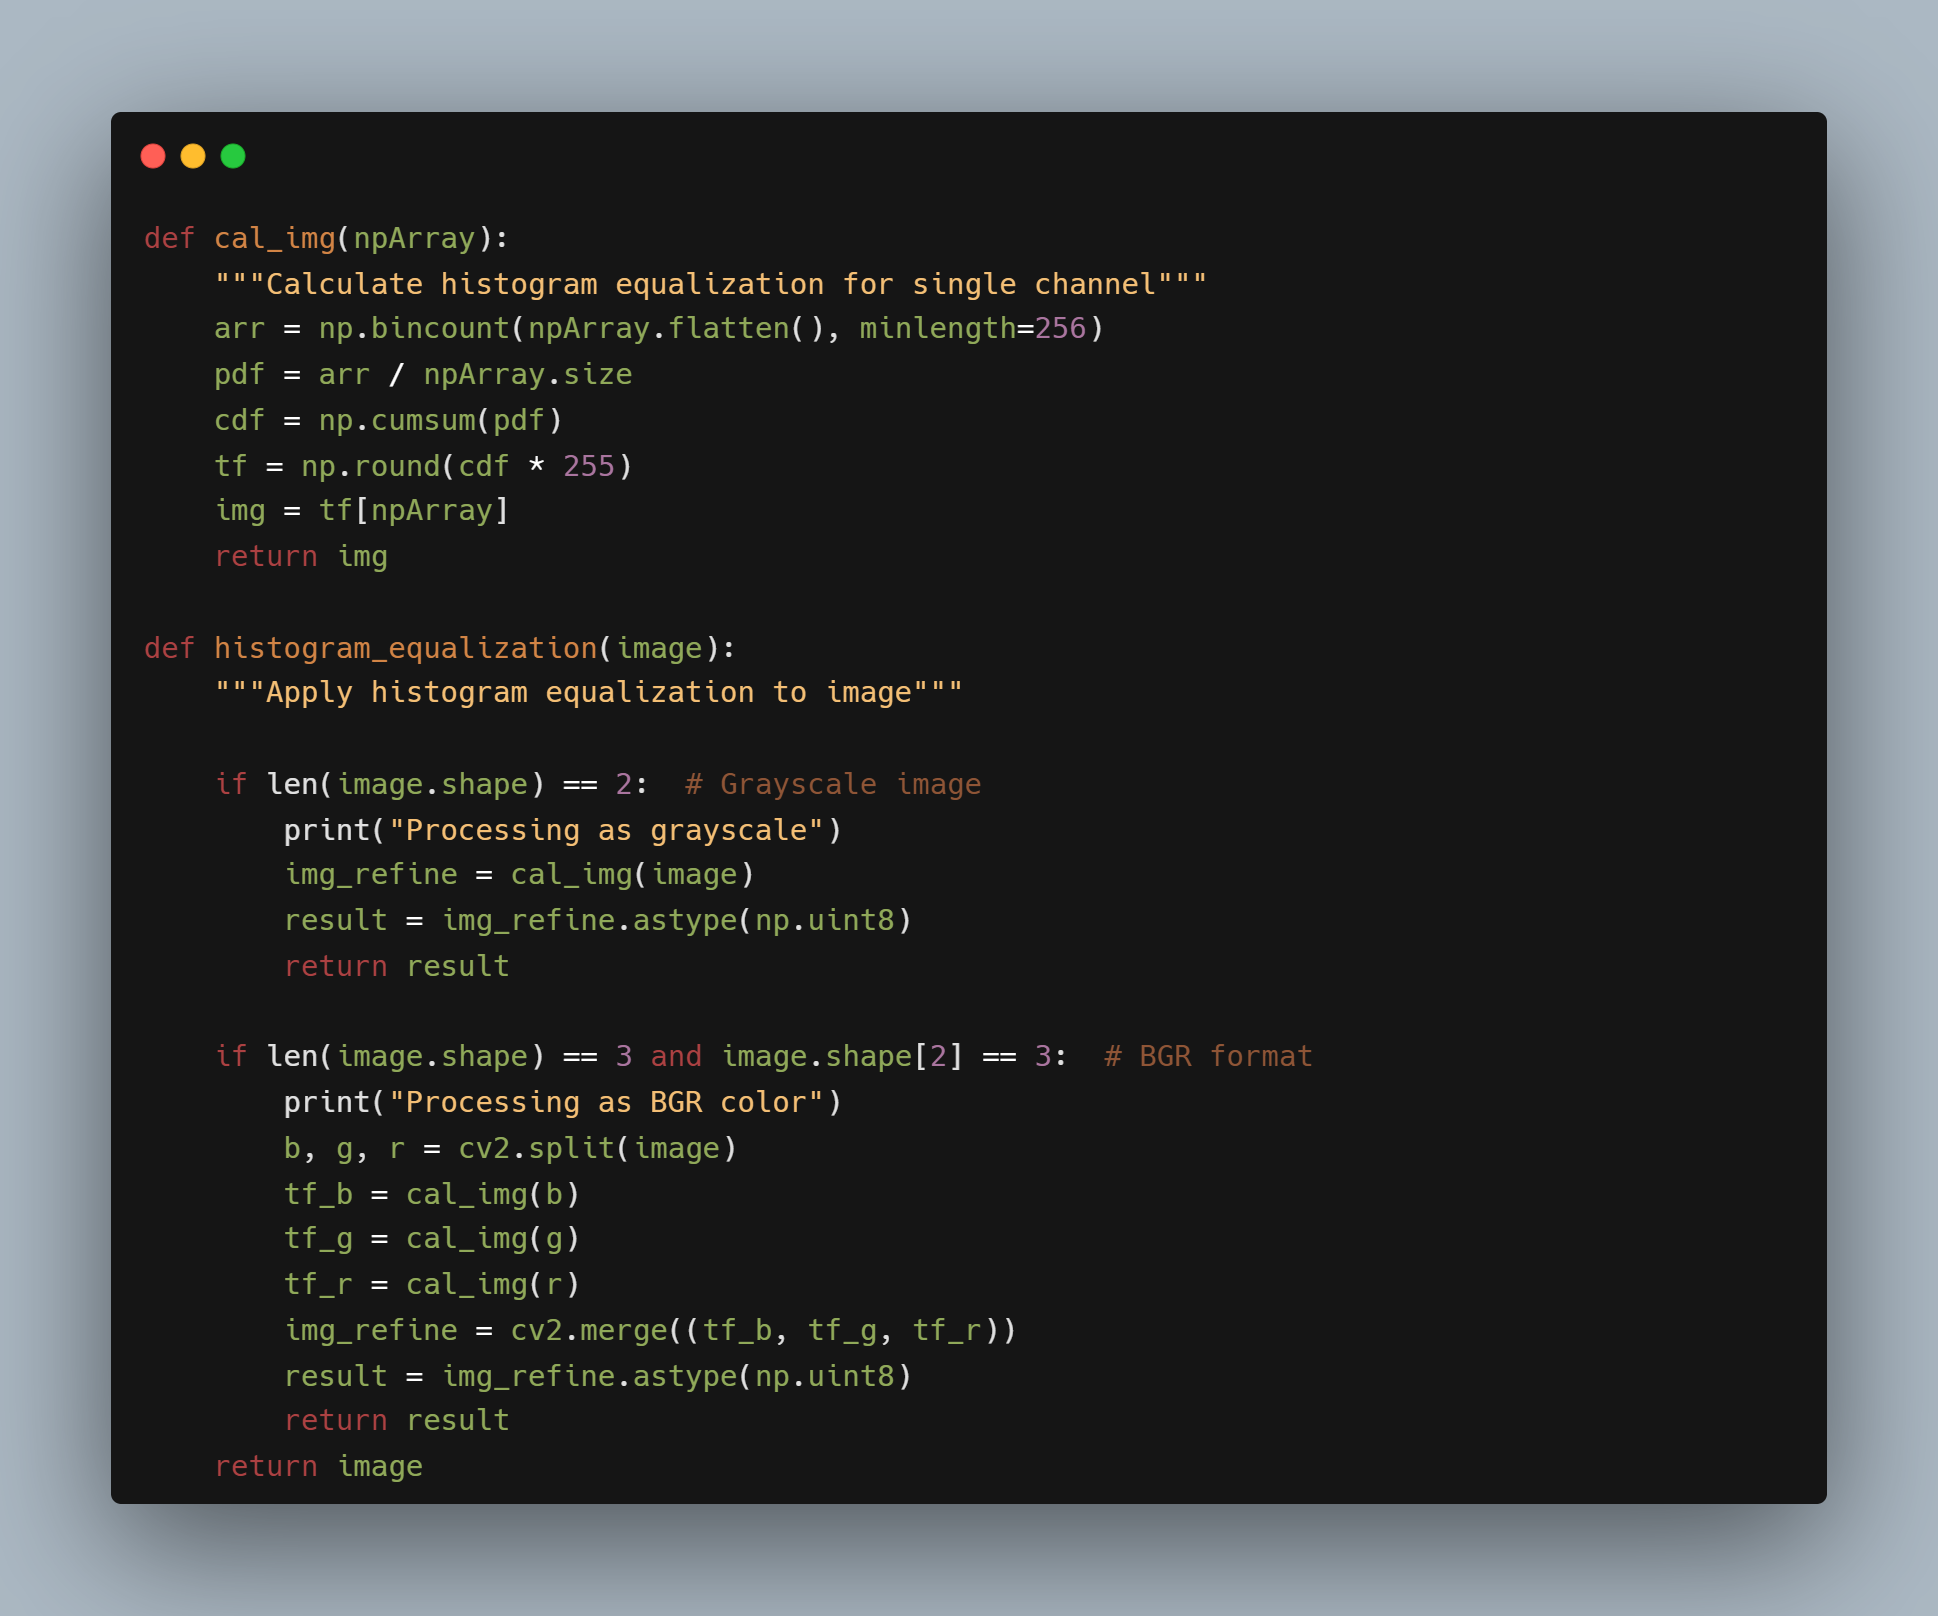 def cal_img(npArray):
    """Calculate histogram equalization for single channel"""
    arr = np.bincount(npArray.flatten(), minlength=256)
    pdf = arr / npArray.size
    cdf = np.cumsum(pdf)
    tf = np.round(cdf * 255)
    img = tf[npArray]
    return img

def histogram_equalization(image):
    """Apply histogram equalization to image"""

    if len(image.shape) == 2:  # Grayscale image
        print("Processing as grayscale")
        img_refine = cal_img(image)
        result = img_refine.astype(np.uint8)
        return result

    if len(image.shape) == 3 and image.shape[2] == 3:  # BGR format
        print("Processing as BGR color")
        b, g, r = cv2.split(image)
        tf_b = cal_img(b)
        tf_g = cal_img(g)
        tf_r = cal_img(r)
        img_refine = cv2.merge((tf_b, tf_g, tf_r))
        result = img_refine.astype(np.uint8)
        return result
    return image